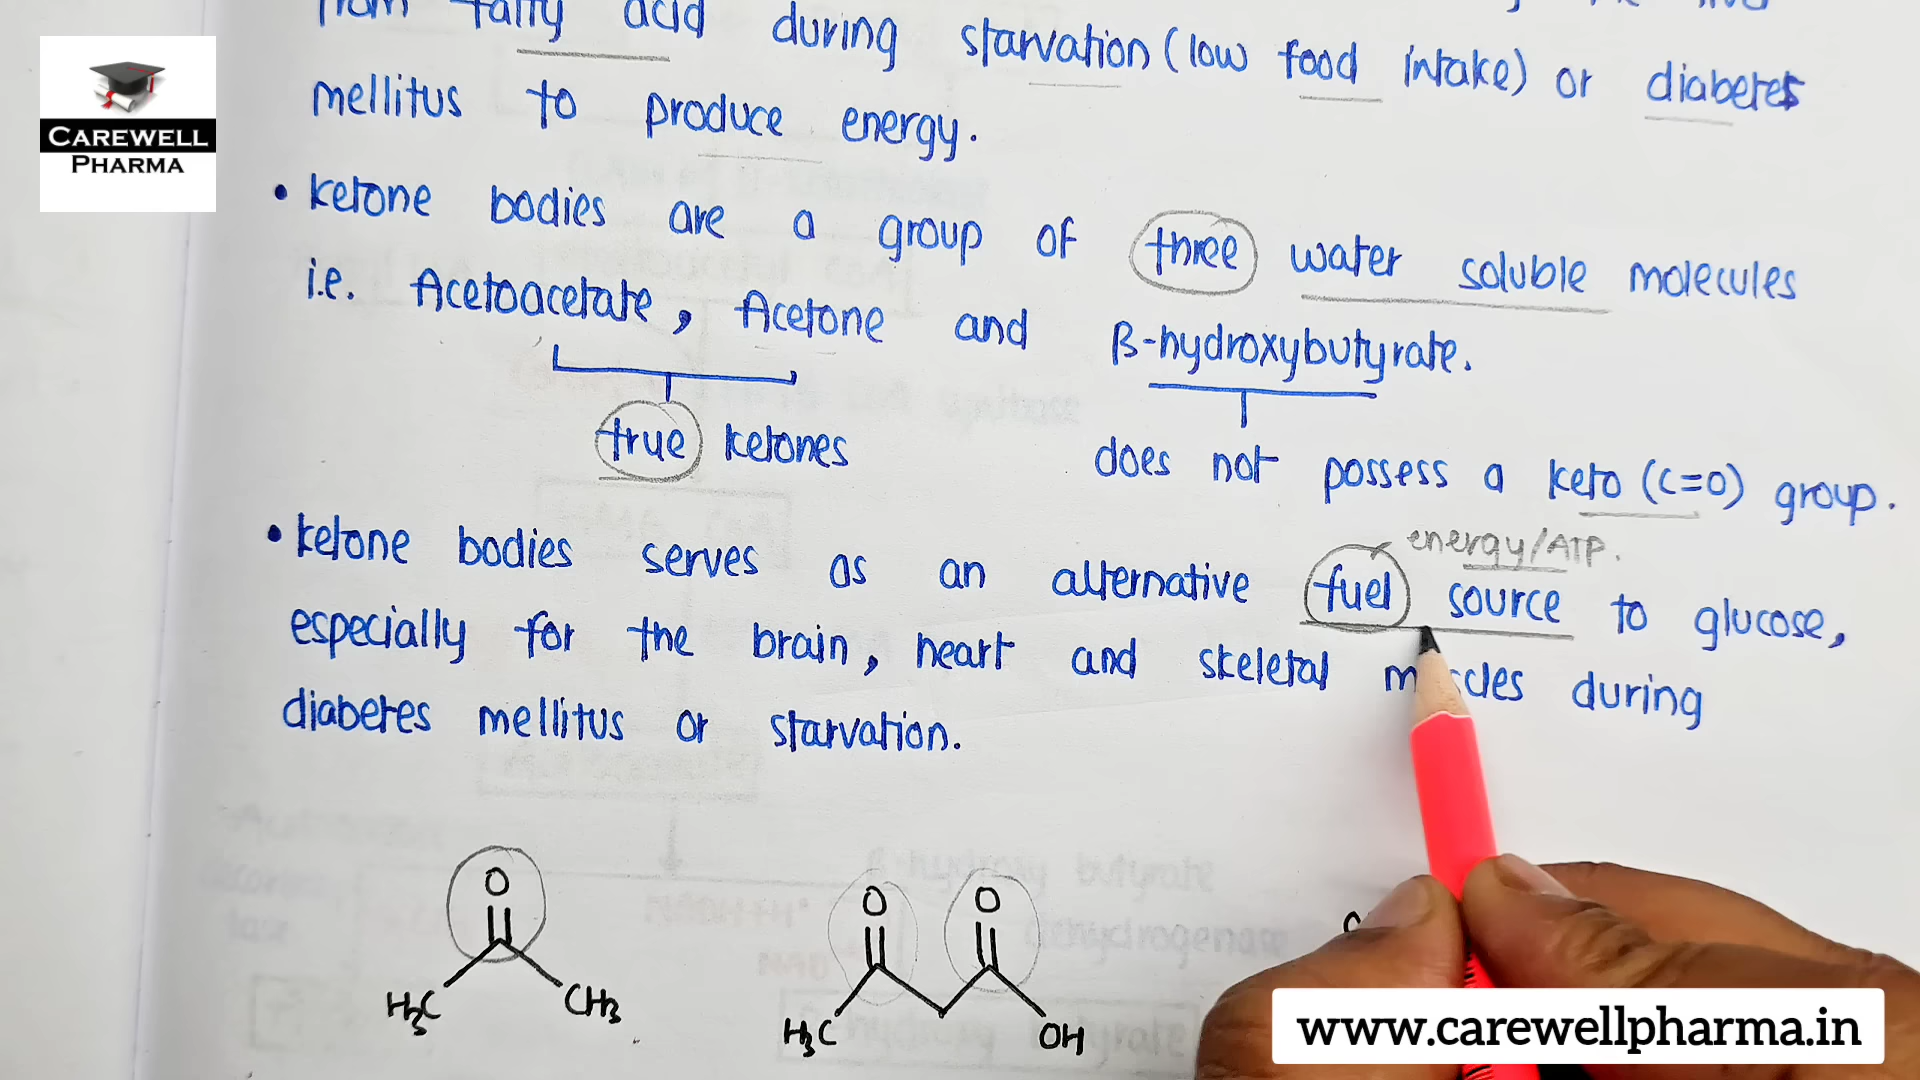 from fatty acid during starvation (low food intake) or diabetes
mellitus to produce energy.
• ketone bodies are a group of three water soluble molecules
i.e. Acetoacetate, Acetone and β-hydroxybutyrate.
true ketones
does not possess a keto (C=O) group.
energy/ATP.
• ketone bodies serves as an alternative fuel source to glucose,
especially for the brain, heart and skeletal muscles during
diabetes mellitus or starvation.
O
H3C CH3
O O
H3C OH
CAREWELL
PHARMA
www.carewellpharma.in